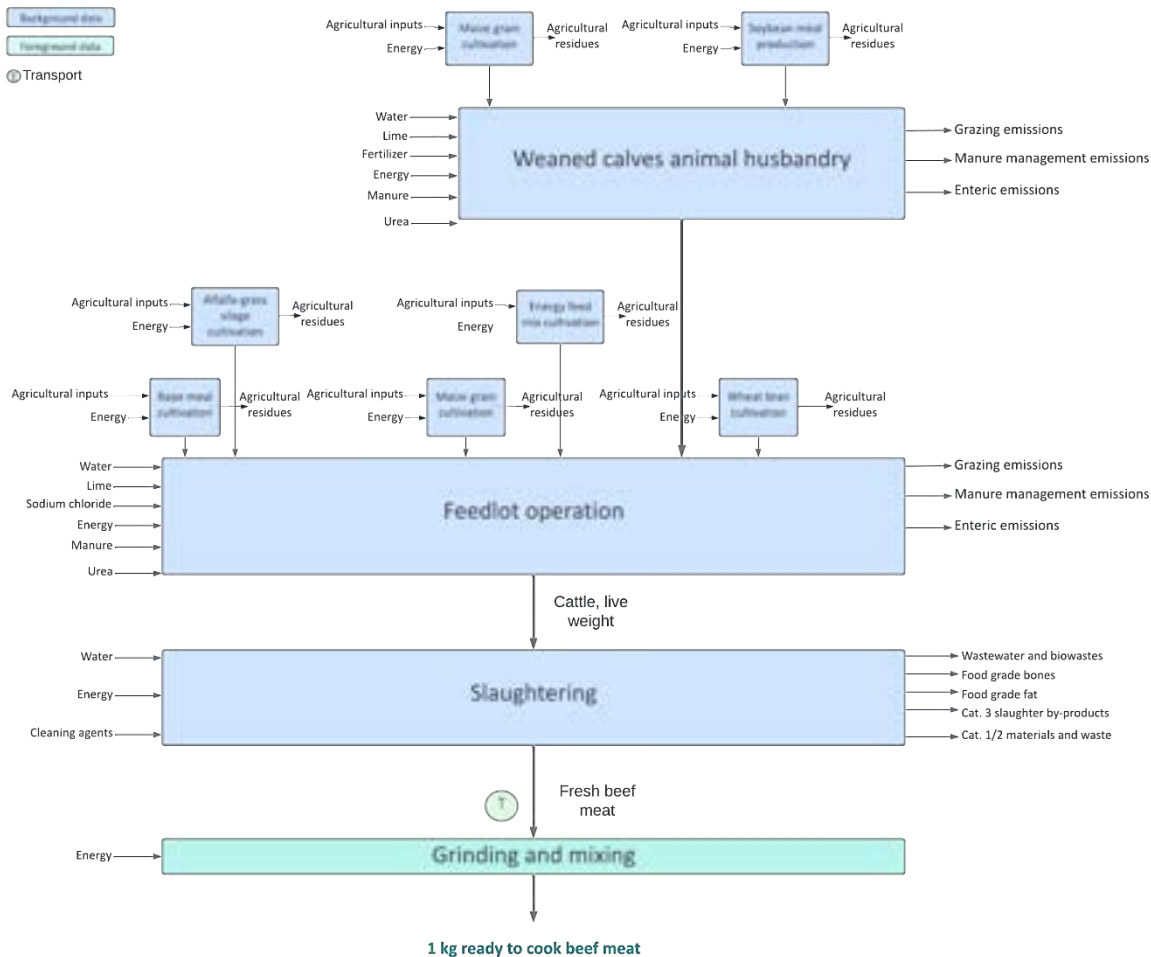 Background data
Foreground data
Transport
Agricultural inputs
Energy
Maize grain
cultivation
Agricultural
residues
Agricultural inputs
Energy
Soybean meal
production
Agricultural
residues
Water
Lime
Fertilizer
Energy
Manure
Urea
Weaned calves animal husbandry
Grazing emissions
Manure management emissions
Enteric emissions
Agricultural inputs
Energy
Alfalfa-grass
silage
cultivation
Agricultural
residues
Agricultural inputs
Energy
Energy feed
mix cultivation
Agricultural
residues
Agricultural inputs
Energy
Rape meal
cultivation
Agricultural
residues
Agricultural inputs
Energy
Maize grain
cultivation
Agricultural
residues
Agricultural inputs
Energy
Wheat bran
cultivation
Agricultural
residues
Water
Lime
Sodium chloride
Energy
Manure
Urea
Feedlot operation
Grazing emissions
Manure management emissions
Enteric emissions
Cattle, live
weight
Water
Energy
Cleaning agents
Slaughtering
Wastewater and biowastes
Food grade bones
Food grade fat
Cat. 3 slaughter by-products
Cat. 1/2 materials and waste
T
Fresh beef
meat
Energy
Grinding and mixing
1 kg ready to cook beef meat